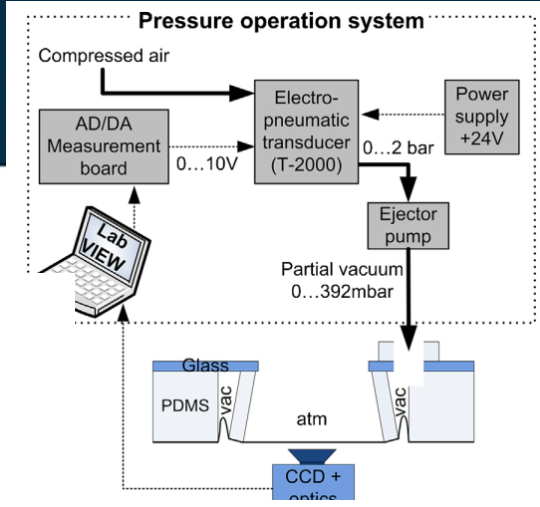 Pressure operation system
Compressed air
Electro-
pneumatic
transducer
(T-2000)
Power
supply
+24V
AD/DA
Measurement
board
0...10V
0...2 bar
Ejector
pump
Lab
VIEW
Partial vacuum
0...392mbar
Glass
PDMS
vac
atm
vac
CCD +
optics